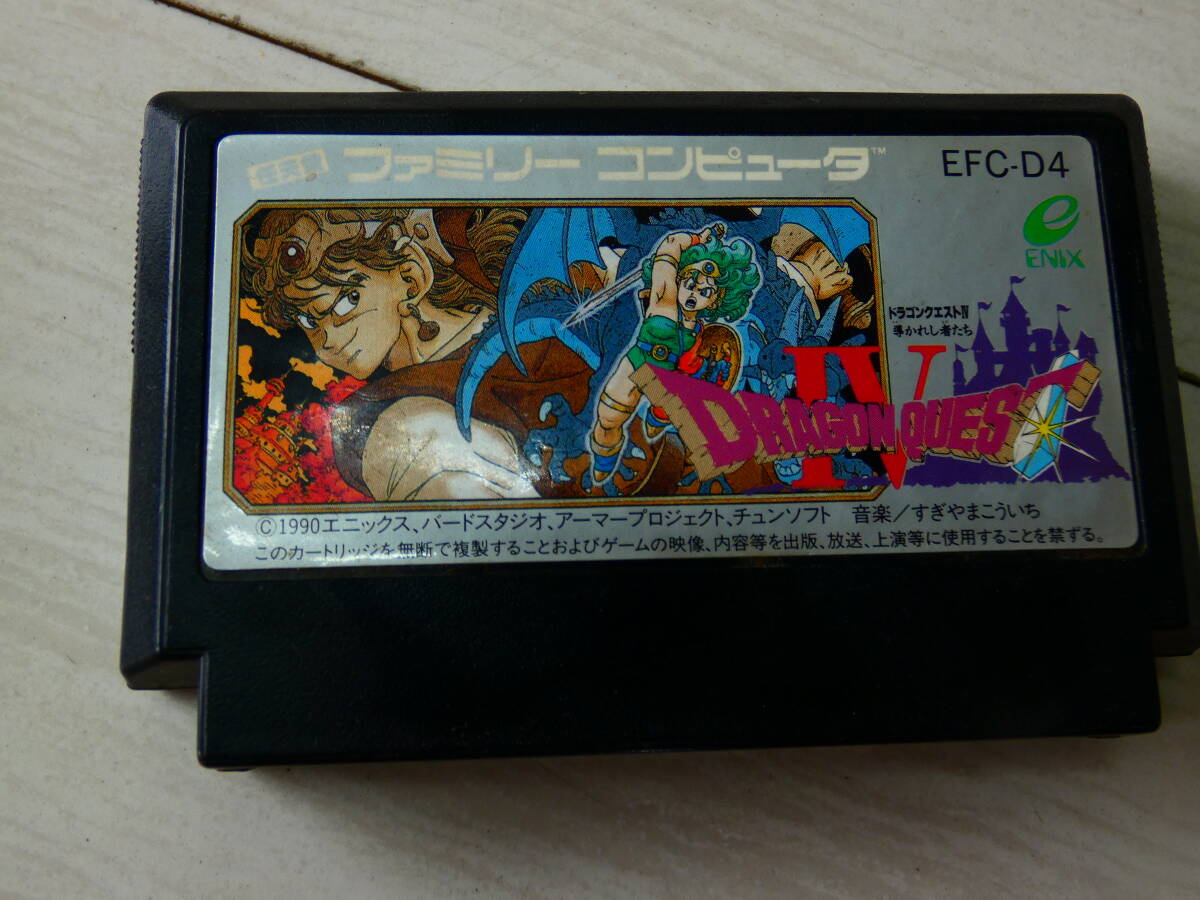 任天堂 ファミリー コンピュータ™
EFC-D4
e
ENIX
ドラゴンクエストIV
導かれし者たち
IV
DRAGON QUEST
©1990エニックス、バードスタジオ、アーマープロジェクト、チュンソフト 音楽/すぎやまこういち
このカートリッジを無断で複製することおよびゲームの映像、内容等を出版、放送、上演等に使用することを禁ずる。